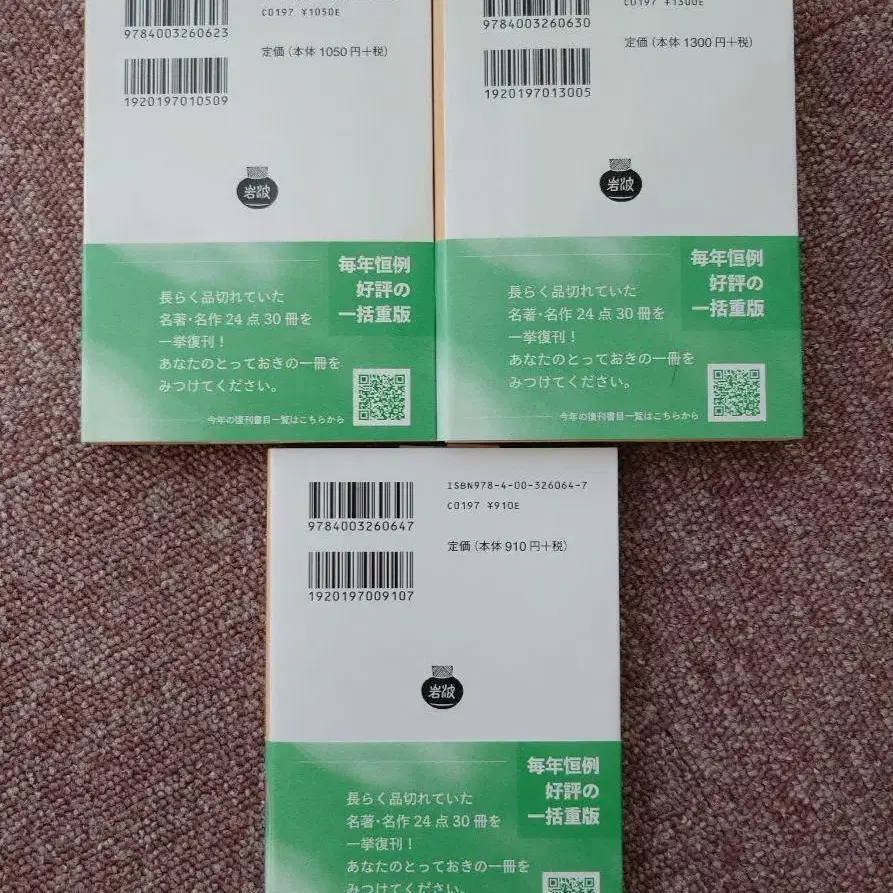 C0197 ¥1050E
9784003260623
定価(本体 1050 円+税)
1920197010509
岩波
毎年恒例
好評の
一括重版
長らく品切れていた
名著・名作 24 点 30 冊を
一挙復刊!
あなたのとっておきの一冊を
みつけてください。
今年の復刊書目一覧はこちらから
C0197 ¥1300E
9784003260630
定価(本体 1300 円+税)
1920197013005
岩波
毎年恒例
好評の
一括重版
長らく品切れていた
名著・名作 24 点 30 冊を
一挙復刊!
あなたのとっておきの一冊を
みつけてください。
今年の復刊書目一覧はこちらから
ISBN978-4-00-326064-7
C0197 ¥910E
9784003260647
定価(本体 910 円+税)
1920197009107
岩波
毎年恒例
好評の
一括重版
長らく品切れていた
名著・名作 24 点 30 冊を
一挙復刊!
あなたのとっておきの一冊を
みつけてください。